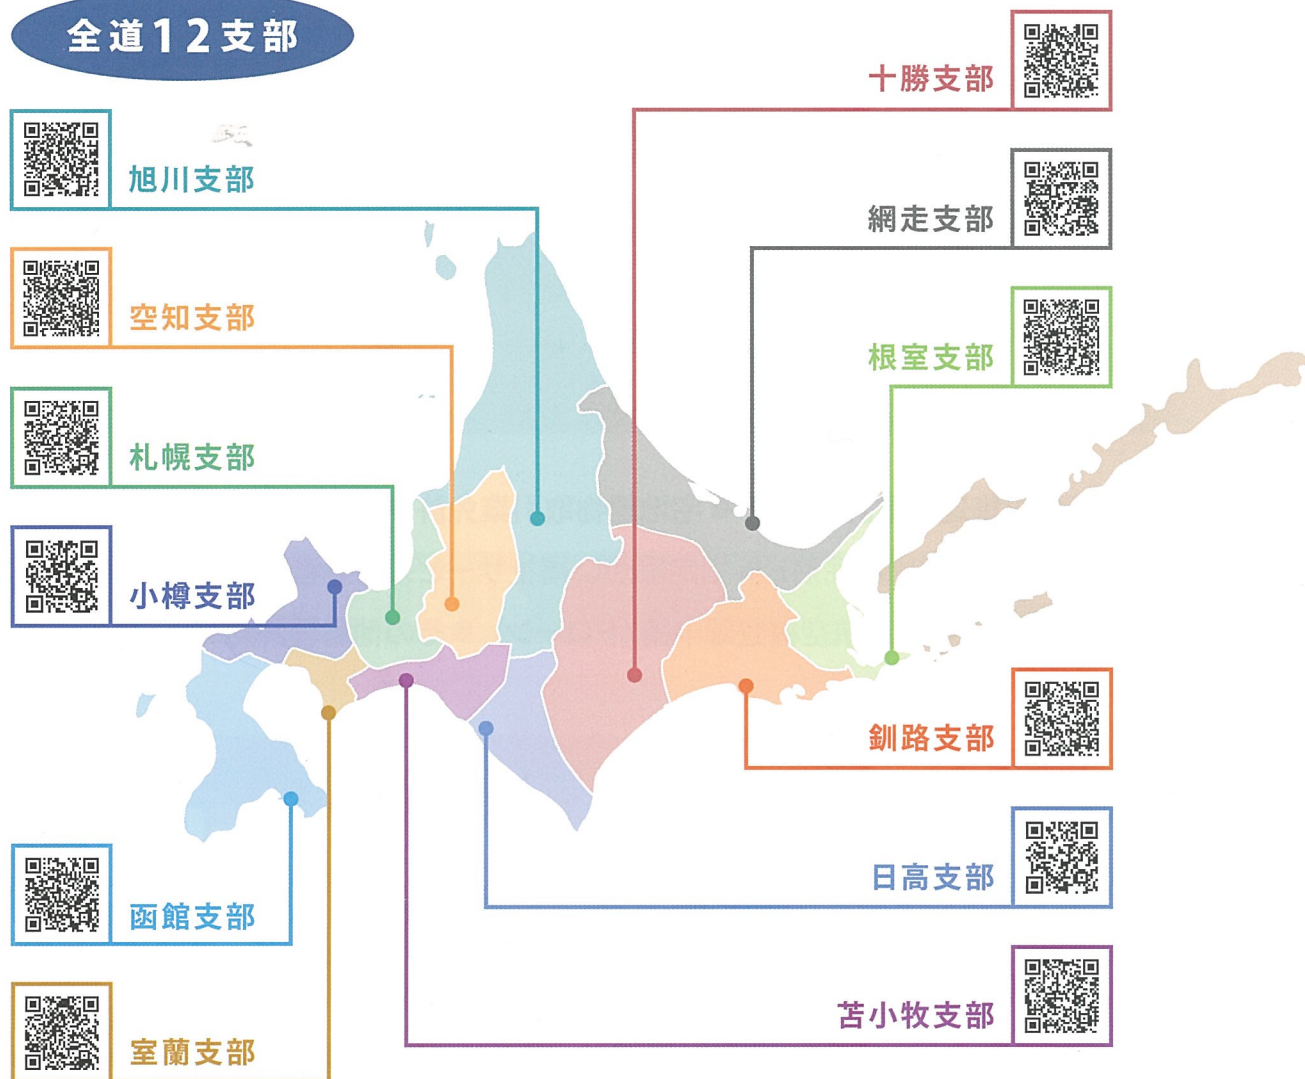 全道12支部
旭川支部
空知支部
札幌支部
小樽支部
函館支部
室蘭支部
十勝支部
網走支部
根室支部
釧路支部
日高支部
苫小牧支部